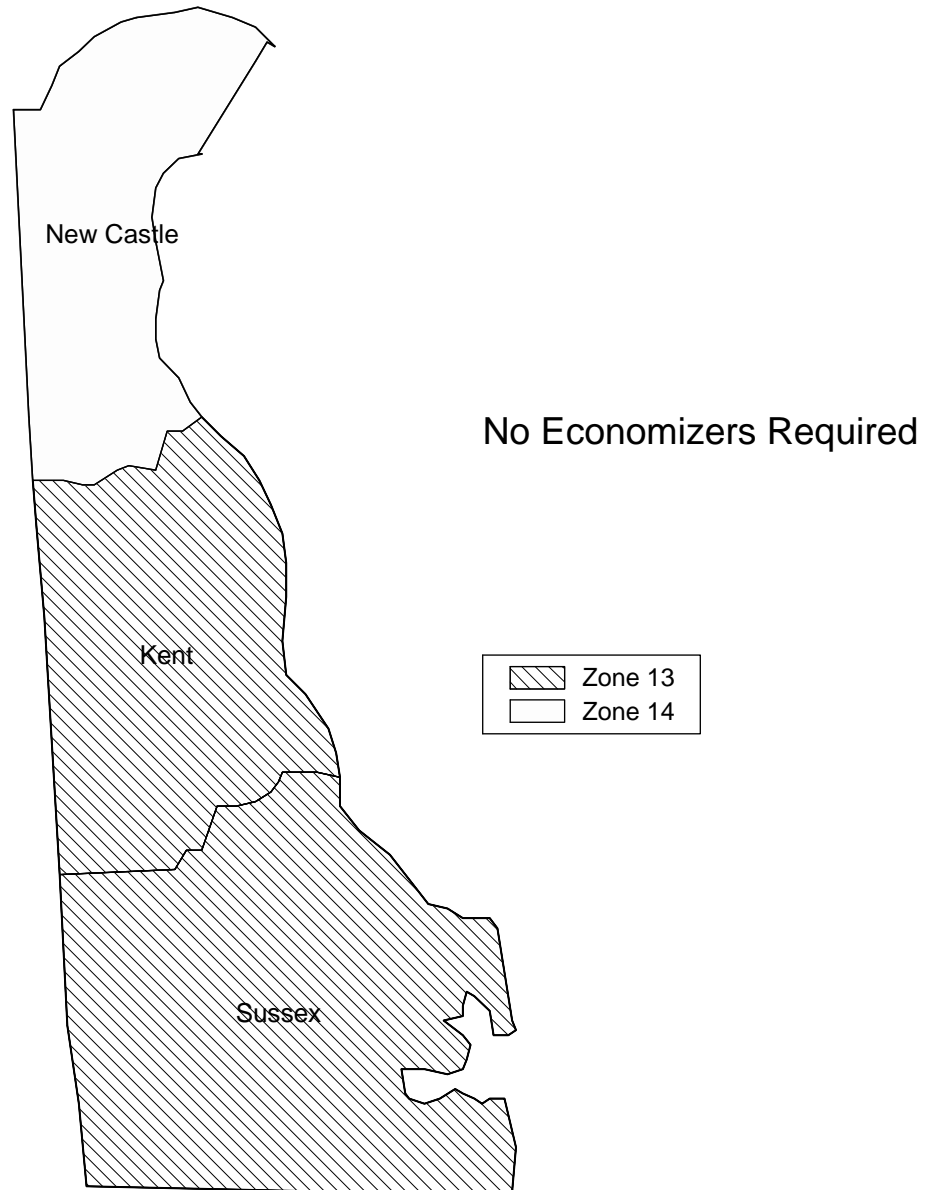 New Castle
No Economizers Required
Kent
Zone 13
Zone 14
Sussex